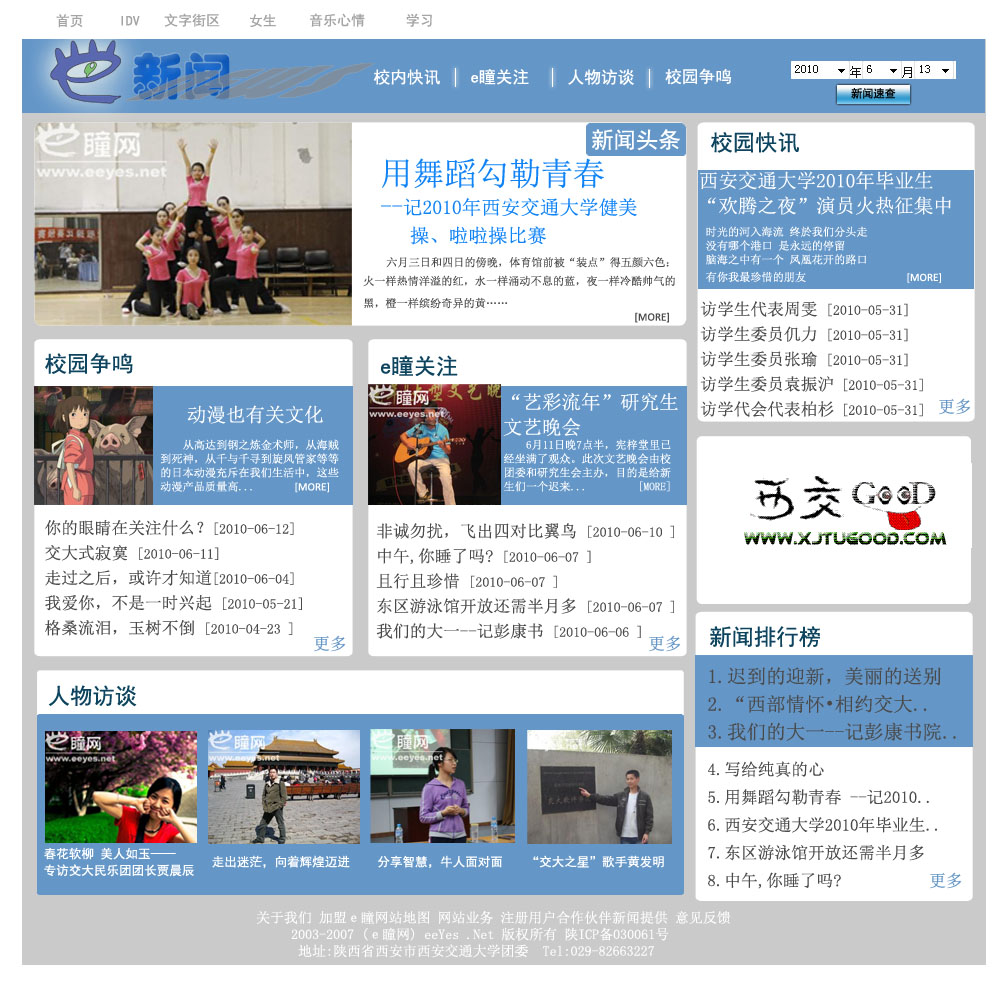 首页 IDV 文字街区 女生 音乐心情 学习
新闻 校内快讯 | e瞳关注 | 人物访谈 | 校园争鸣
2010 年 6 月 13
新闻速查
e瞳网
www.eeyes.net
新闻头条
用舞蹈勾勒青春
--记2010年西安交通大学健美
操、啦啦操比赛
六月三日和四日的傍晚，体育馆前被“装点”得五颜六色：
火一样热情洋溢的红，水一样涌动不息的蓝，夜一样冷酷帅气的
黑，橙一样缤纷奇异的黄……
[MORE]
校园快讯
西安交通大学2010年毕业生
“欢腾之夜”演员火热征集中
时光的河入海流 终於我们分头走
没有哪个港口 是永远的停留
脑海之中有一个 凤凰花开的路口
有你我最珍惜的朋友 [MORE]
访学生代表周雯 [2010-05-31]
访学生委员仉力 [2010-05-31]
访学生委员张瑜 [2010-05-31]
访学生委员袁振沪 [2010-05-31]
访学代会代表柏杉 [2010-05-31] 更多
校园争鸣
动漫也有关文化
从高达到钢之炼金术师，从海贼
到死神，从千与千寻到旋风管家等等
的日本动漫充斥在我们生活中，这些
动漫产品质量高... [MORE]
你的眼睛在关注什么？[2010-06-12]
交大式寂寞 [2010-06-11]
走过之后，或许才知道[2010-06-04]
我爱你，不是一时兴起 [2010-05-21]
格桑流泪，玉树不倒 [2010-04-23 ]
更多
e瞳关注
e瞳网
www.eeyes.net
“艺彩流年”研究生
文艺晚会
6月11日晚7点半，宪梓堂里已
经坐满了观众。此次文艺晚会由校
团委和研究生会主办，目的是给新
生们一个迟来... [MORE]
非诚勿扰，飞出四对比翼鸟 [2010-06-10 ]
中午,你睡了吗? [2010-06-07 ]
且行且珍惜 [2010-06-07 ]
东区游泳馆开放还需半月多 [2010-06-07 ]
我们的大一--记彭康书 [2010-06-06 ]
更多
西交GOOD
WWW.XJTUGOOD.COM
新闻排行榜
1.迟到的迎新，美丽的送别
2.“西部情怀•相约交大..
3.我们的大一--记彭康书院..
4.写给纯真的心
5.用舞蹈勾勒青春 --记2010..
6.西安交通大学2010年毕业生..
7.东区游泳馆开放还需半月多
8.中午,你睡了吗?
更多
人物访谈
e瞳网
www.eeyes.net
e瞳网
www.eeyes.net
e瞳网
www.eeyes.net
春花软柳 美人如玉——
专访交大民乐团团长贾晨辰
走出迷茫，向着辉煌迈进
分享智慧，牛人面对面
“交大之星”歌手黄发明
关于我们 加盟e瞳网站地图 网站业务 注册用户合作伙伴新闻提供 意见反馈
2003-2007 (e瞳网) eeYes .Net 版权所有 陕ICP备030061号
地址:陕西省西安市西安交通大学团委 Tel:029-82663227